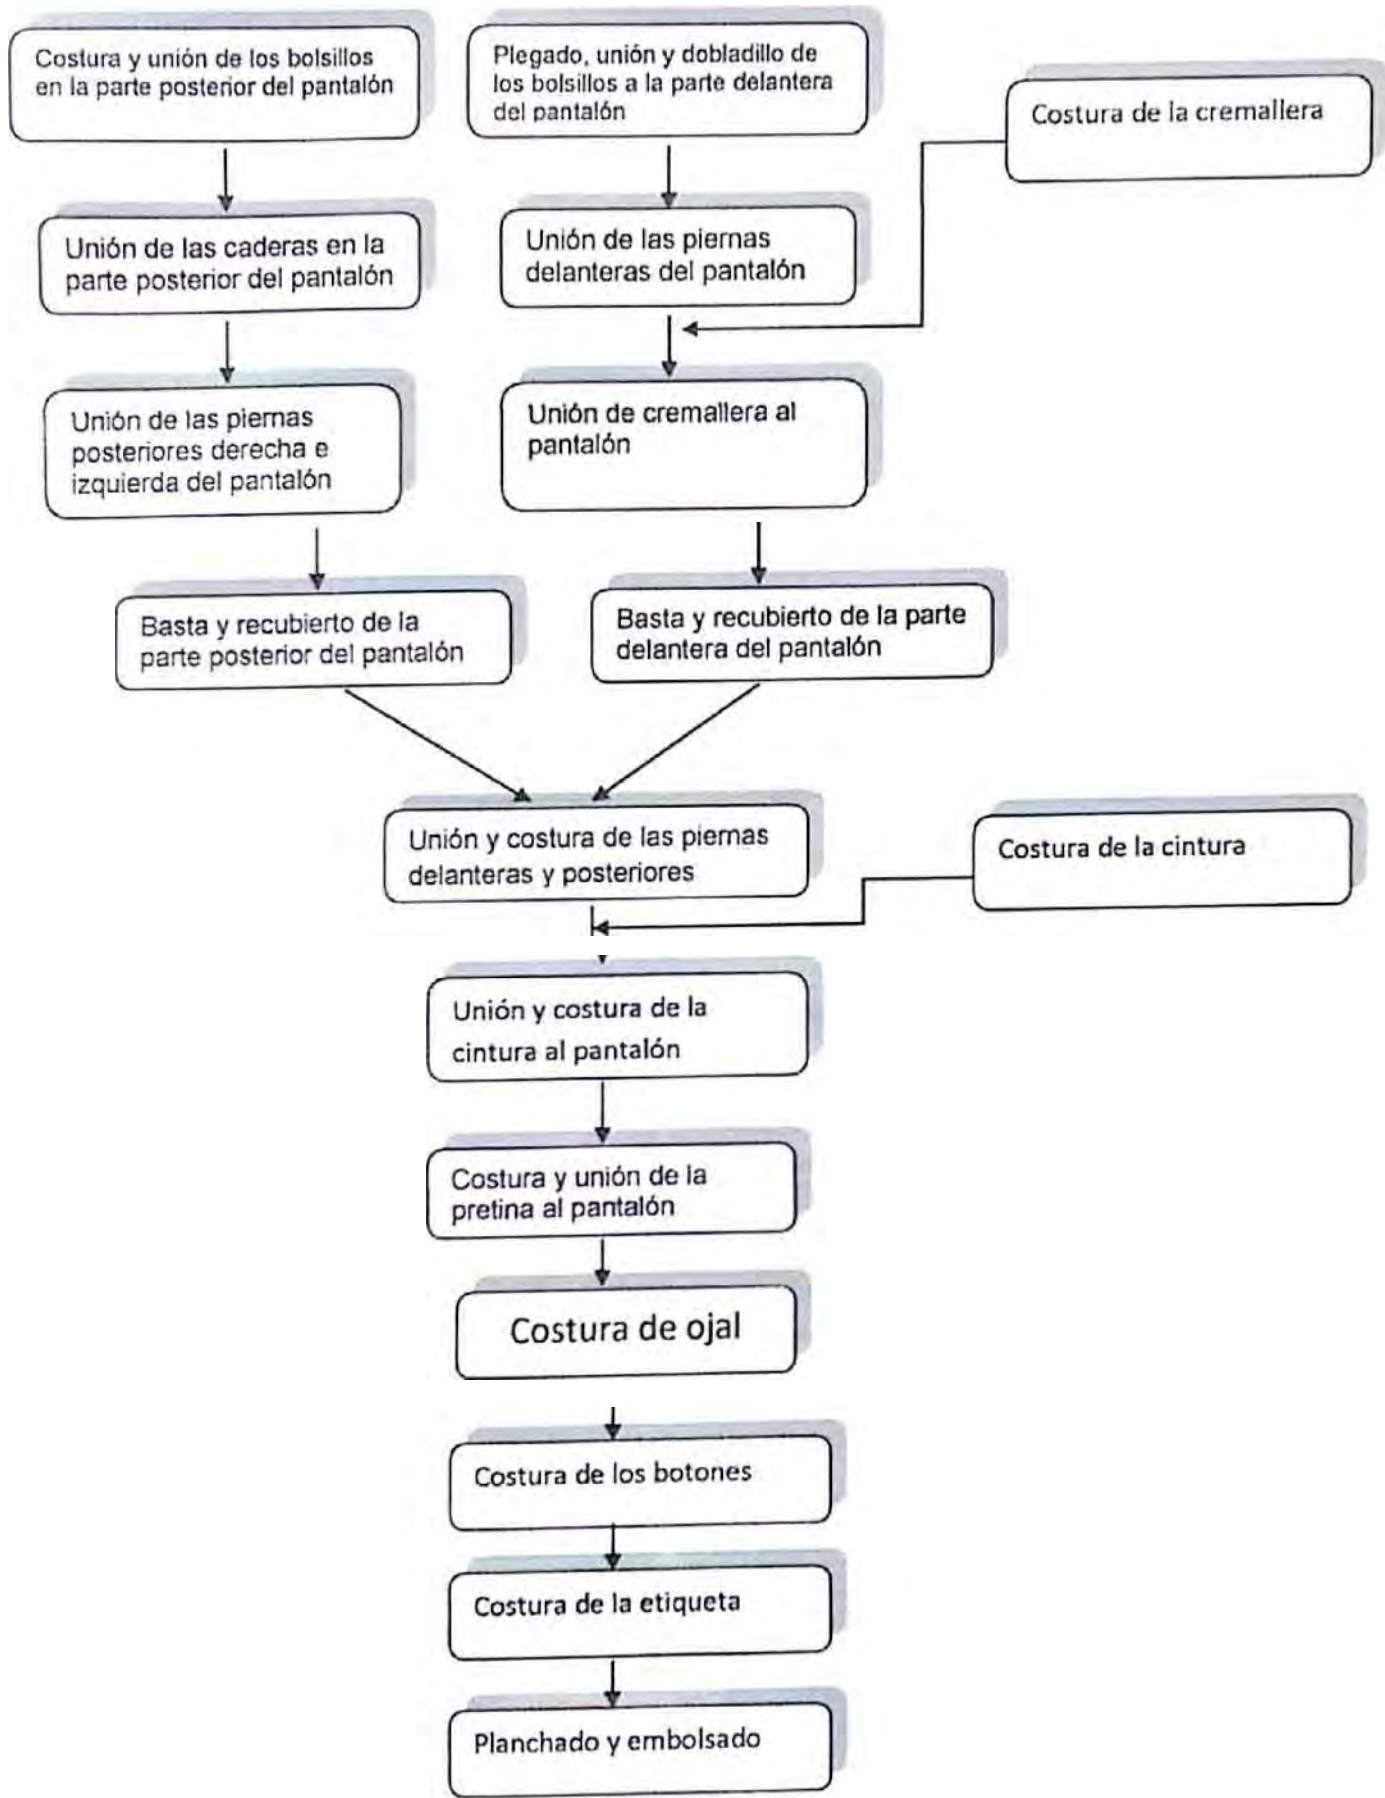 Costura y unión de los bolsillos
en la parte posterior del pantalón
Plegado, unión y dobladillo de
los bolsillos a la parte delantera
del pantalón
Costura de la cremallera
Unión de las caderas en la
parte posterior del pantalón
Unión de las piernas
delanteras del pantalón
Unión de las piernas
posteriores derecha e
izquierda del pantalón
Unión de cremallera al
pantalón
Basta y recubierto de la
parte posterior del pantalón
Basta y recubierto de la parte
delantera del pantalón
Unión y costura de las piernas
delanteras y posteriores
Costura de la cintura
Unión y costura de la
cintura al pantalón
Costura y unión de la
pretina al pantalón
Costura de ojal
Costura de los botones
Costura de la etiqueta
Planchado y embolsado